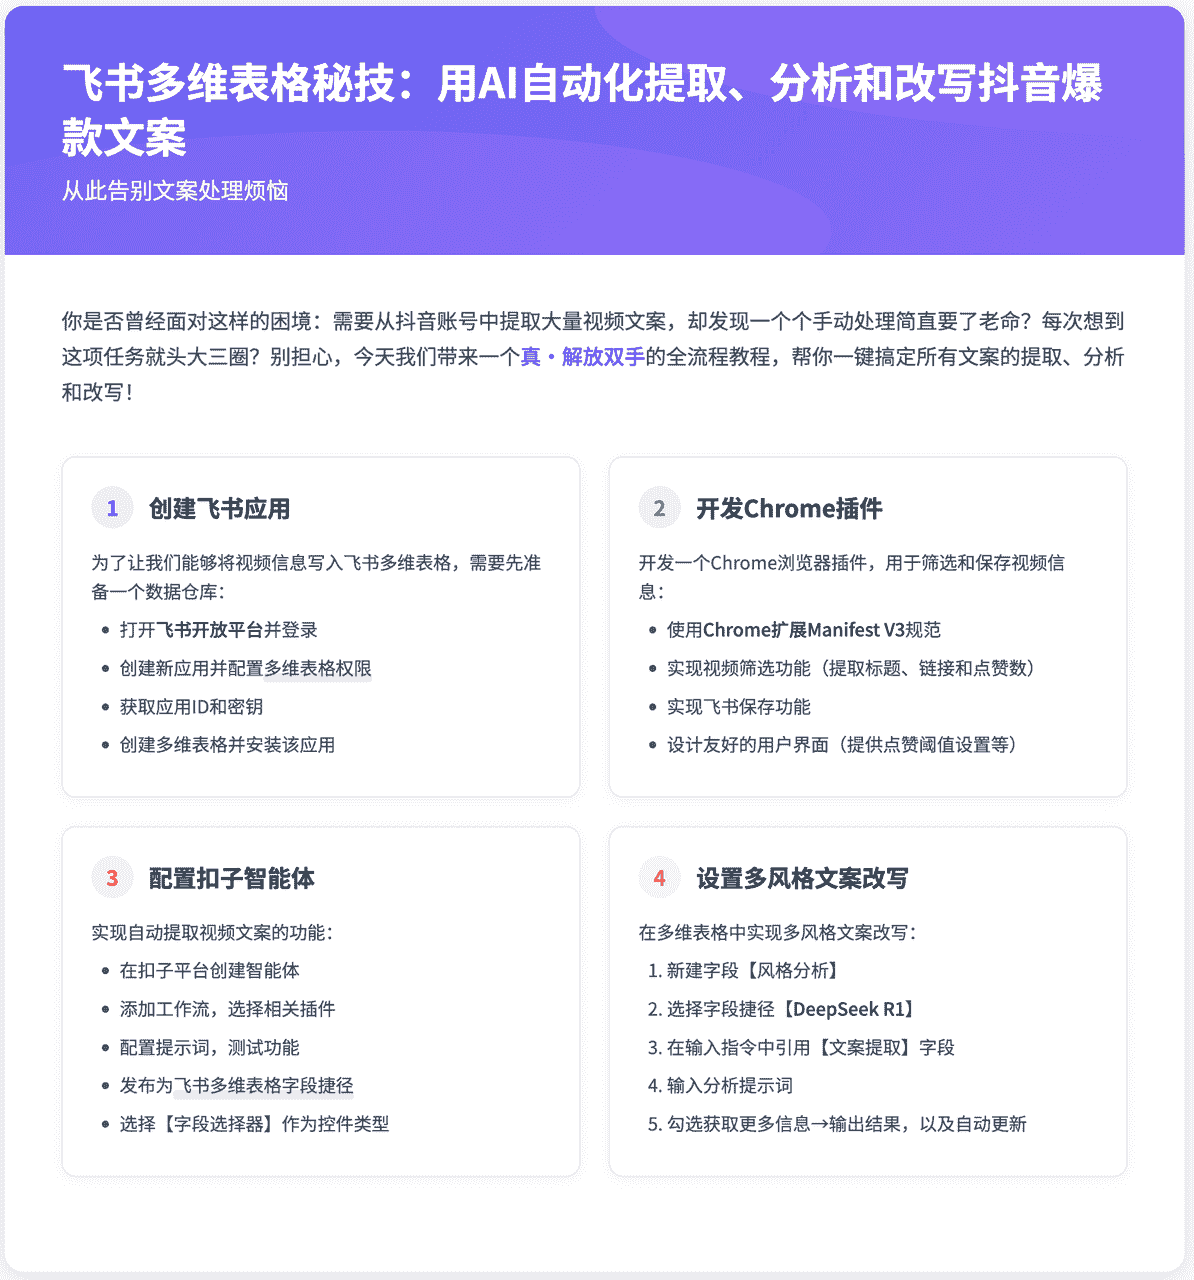 飞书多维表格秘技：用AI自动化提取、分析和改写抖音爆
款文案
从此告别文案处理烦恼
你是否曾经面对这样的困境：需要从抖音账号中提取大量视频文案，却发现一个个手动处理简直要了老命？每次想到
这项任务就头大三圈？别担心，今天我们带来一个真·解放双手的全流程教程，帮你一键搞定所有文案的提取、分析
和改写！
1 创建飞书应用
为了让我们能够将视频信息写入飞书多维表格，需要先准
备一个数据仓库：
• 打开飞书开放平台并登录
• 创建新应用并配置多维表格权限
• 获取应用ID和密钥
• 创建多维表格并安装该应用
2 开发Chrome插件
开发一个Chrome浏览器插件，用于筛选和保存视频信
息：
• 使用Chrome扩展Manifest V3规范
• 实现视频筛选功能（提取标题、链接和点赞数）
• 实现飞书保存功能
• 设计友好的用户界面（提供点赞阈值设置等）
3 配置扣子智能体
实现自动提取视频文案的功能：
• 在扣子平台创建智能体
• 添加工作流，选择相关插件
• 配置提示词，测试功能
• 发布为飞书多维表格字段捷径
• 选择【字段选择器】作为控件类型
4 设置多风格文案改写
在多维表格中实现多风格文案改写：
1. 新建字段【风格分析】
2. 选择字段捷径【DeepSeek R1】
3. 在输入指令中引用【文案提取】字段
4. 输入分析提示词
5. 勾选获取更多信息→输出结果，以及自动更新